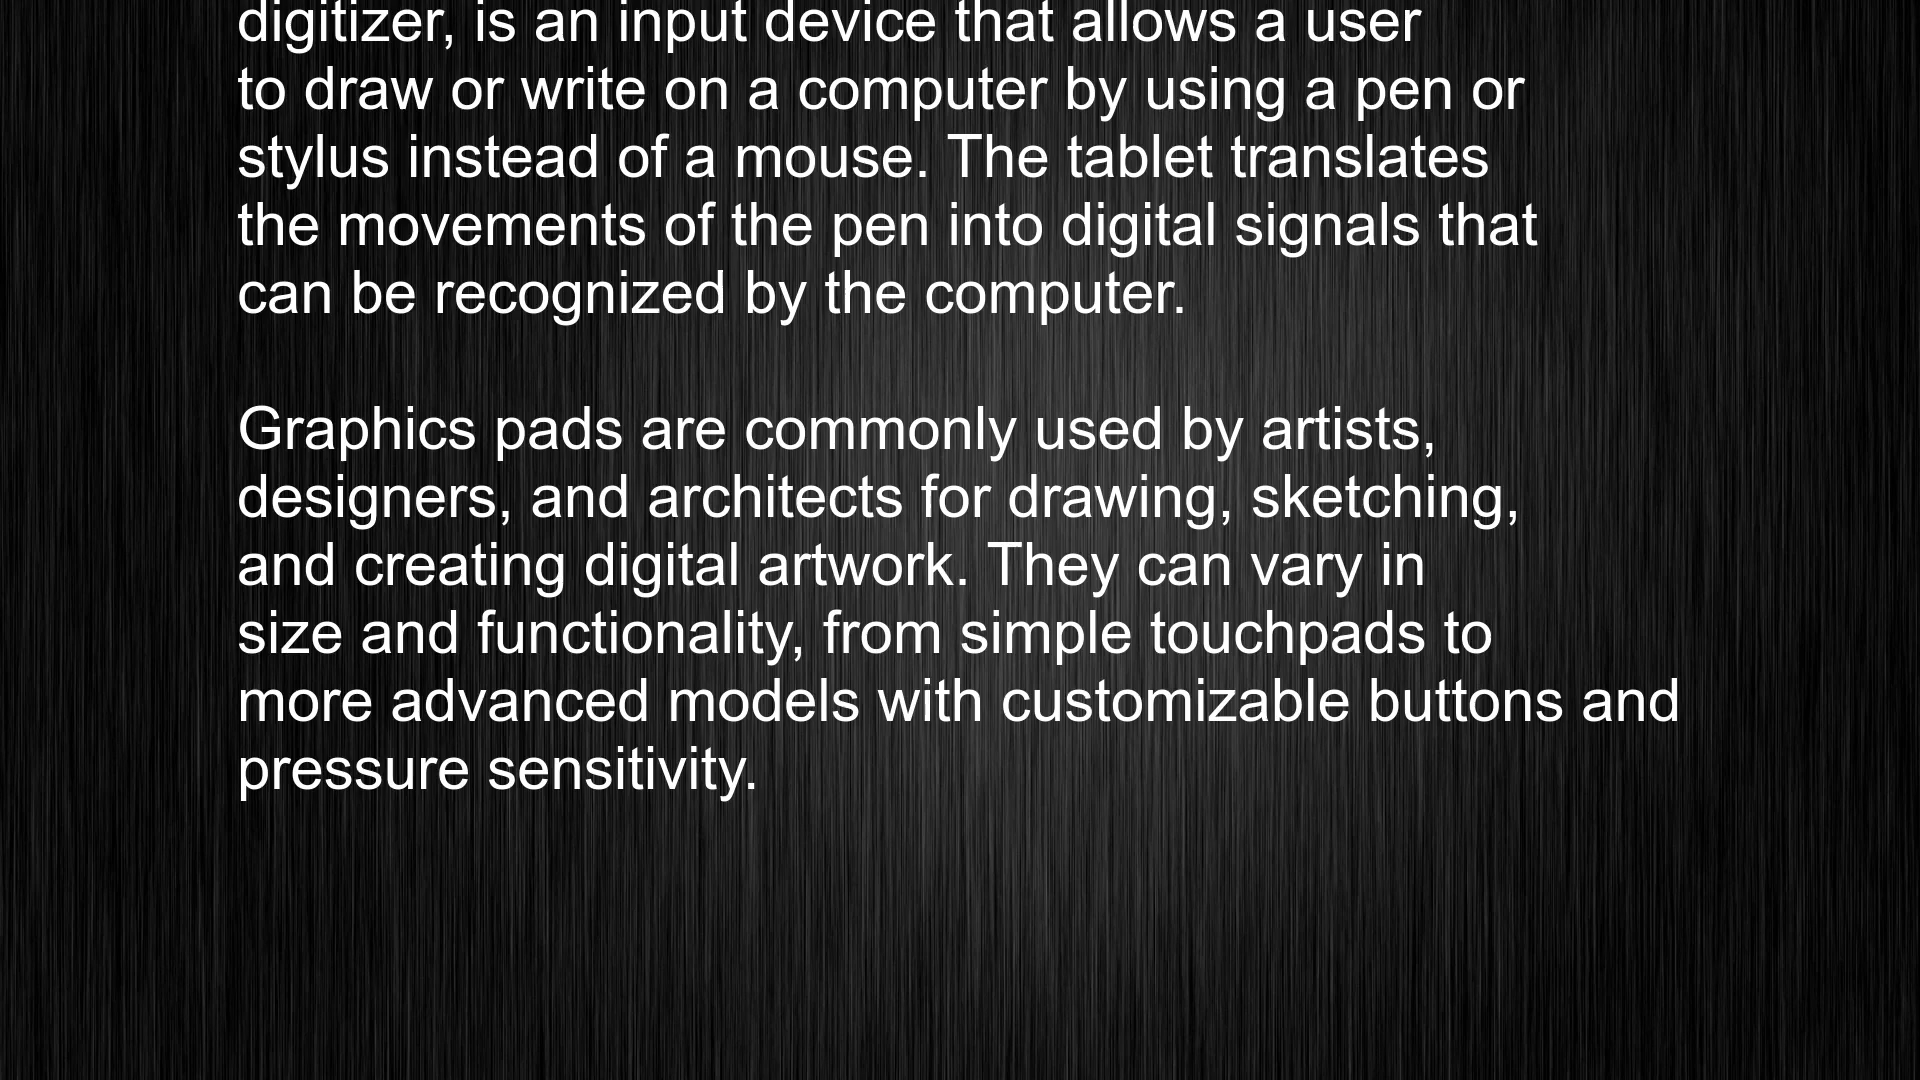 digitizer, is an input device that allows a user
to draw or write on a computer by using a pen or
stylus instead of a mouse. The tablet translates
the movements of the pen into digital signals that
can be recognized by the computer.
Graphics pads are commonly used by artists,
designers, and architects for drawing, sketching,
and creating digital artwork. They can vary in
size and functionality, from simple touchpads to
more advanced models with customizable buttons and
pressure sensitivity.